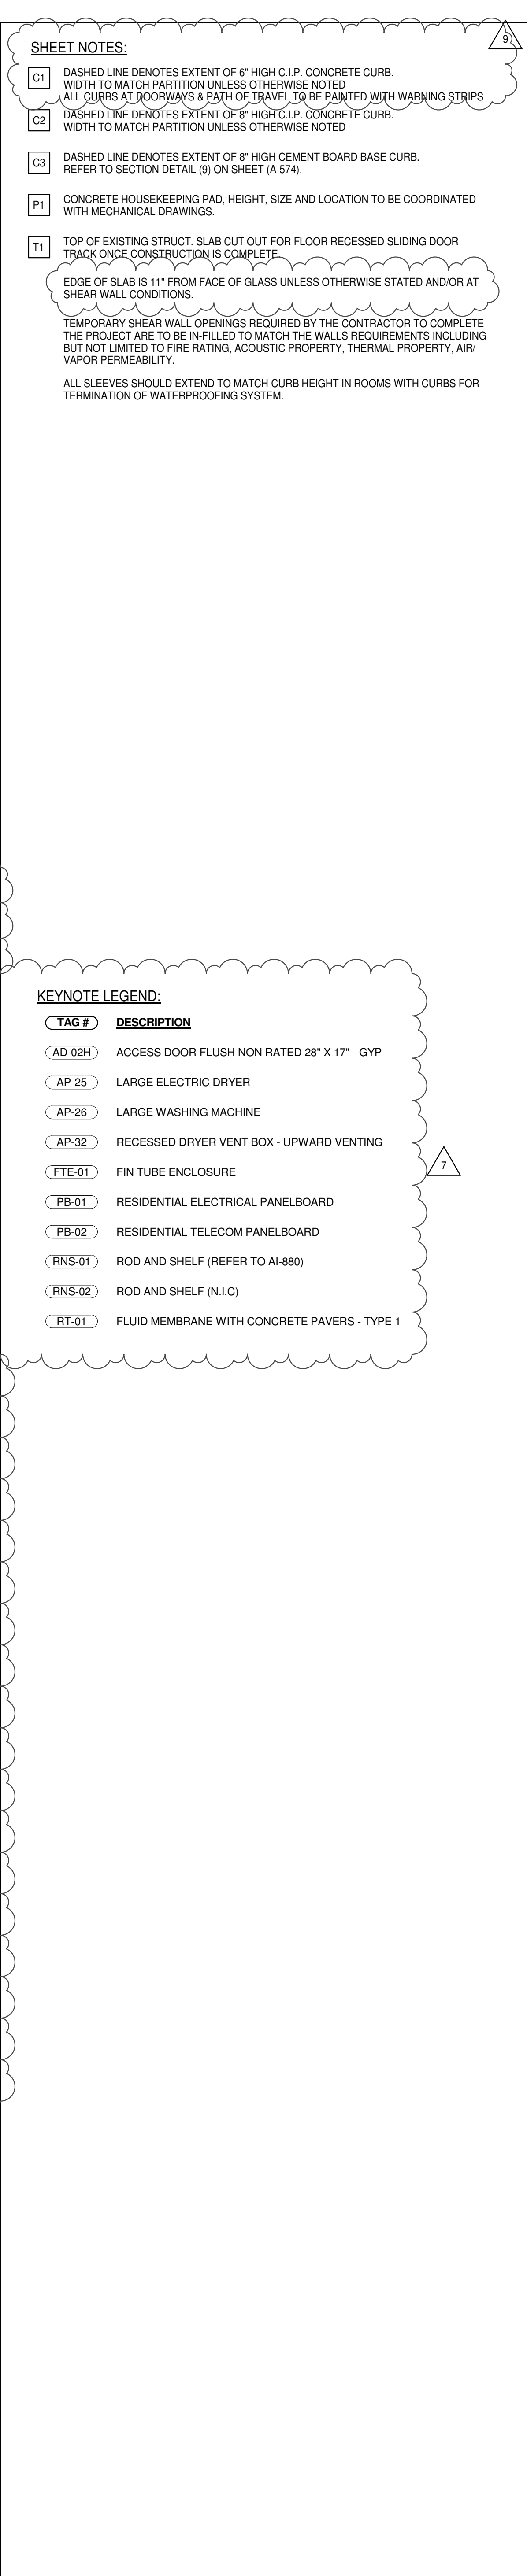 SHEET NOTES:
9
C1 DASHED LINE DENOTES EXTENT OF 6" HIGH C.I.P. CONCRETE CURB.
WIDTH TO MATCH PARTITION UNLESS OTHERWISE NOTED
ALL CURBS AT DOORWAYS & PATH OF TRAVEL TO BE PAINTED WITH WARNING STRIPS
C2 DASHED LINE DENOTES EXTENT OF 8" HIGH C.I.P. CONCRETE CURB.
WIDTH TO MATCH PARTITION UNLESS OTHERWISE NOTED
C3 DASHED LINE DENOTES EXTENT OF 8" HIGH CEMENT BOARD BASE CURB.
REFER TO SECTION DETAIL (9) ON SHEET (A-574).
P1 CONCRETE HOUSEKEEPING PAD, HEIGHT, SIZE AND LOCATION TO BE COORDINATED
WITH MECHANICAL DRAWINGS.
T1 TOP OF EXISTING STRUCT. SLAB CUT OUT FOR FLOOR RECESSED SLIDING DOOR
TRACK ONCE CONSTRUCTION IS COMPLETE
EDGE OF SLAB IS 11" FROM FACE OF GLASS UNLESS OTHERWISE STATED AND/OR AT
SHEAR WALL CONDITIONS.
TEMPORARY SHEAR WALL OPENINGS REQUIRED BY THE CONTRACTOR TO COMPLETE
THE PROJECT ARE TO BE IN-FILLED TO MATCH THE WALLS REQUIREMENTS INCLUDING
BUT NOT LIMITED TO FIRE RATING, ACOUSTIC PROPERTY, THERMAL PROPERTY, AIR/
VAPOR PERMEABILITY.
ALL SLEEVES SHOULD EXTEND TO MATCH CURB HEIGHT IN ROOMS WITH CURBS FOR
TERMINATION OF WATERPROOFING SYSTEM.
KEYNOTE LEGEND:
TAG # DESCRIPTION
AD-02H ACCESS DOOR FLUSH NON RATED 28" X 17" - GYP
AP-25 LARGE ELECTRIC DRYER
AP-26 LARGE WASHING MACHINE
AP-32 RECESSED DRYER VENT BOX - UPWARD VENTING
7
FTE-01 FIN TUBE ENCLOSURE
PB-01 RESIDENTIAL ELECTRICAL PANELBOARD
PB-02 RESIDENTIAL TELECOM PANELBOARD
RNS-01 ROD AND SHELF (REFER TO AI-880)
RNS-02 ROD AND SHELF (N.I.C)
RT-01 FLUID MEMBRANE WITH CONCRETE PAVERS - TYPE 1